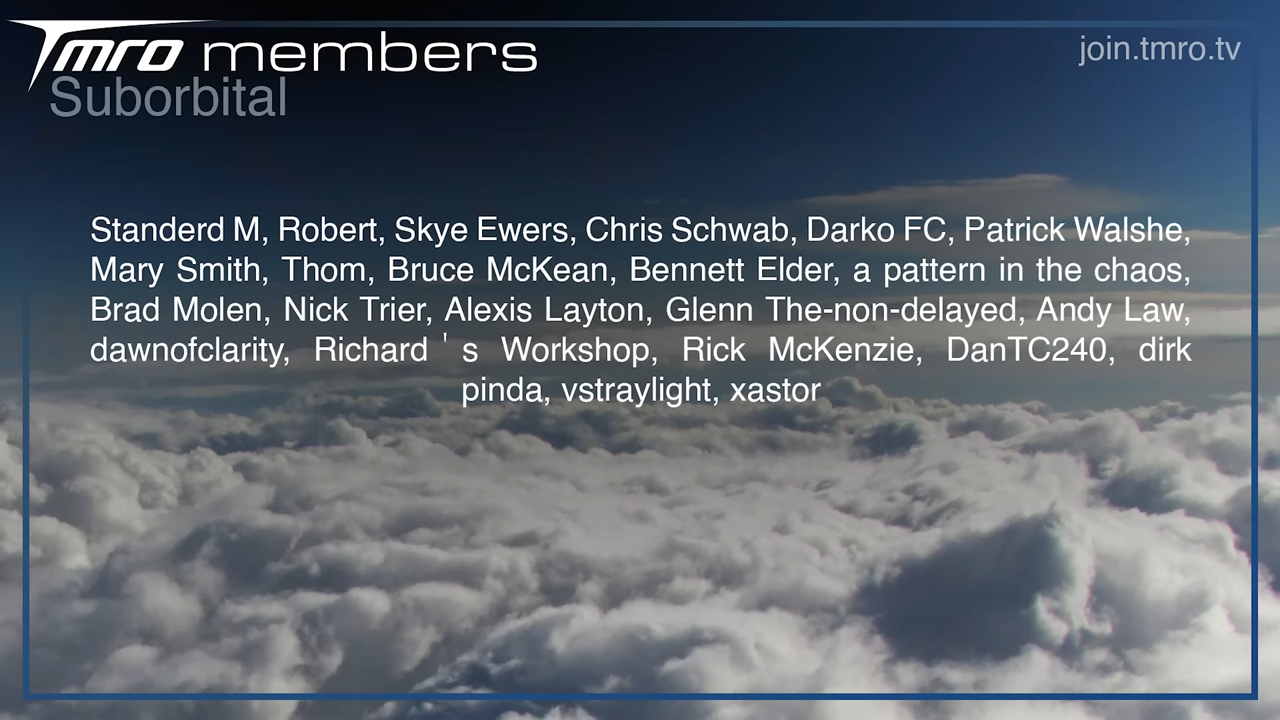 Tmro members
join.tmro.tv
Suborbital
Standerd M, Robert, Skye Ewers, Chris Schwab, Darko FC, Patrick Walshe,
Mary Smith, Thom, Bruce McKean, Bennett Elder, a pattern in the chaos,
Brad Molen, Nick Trier, Alexis Layton, Glenn The-non-delayed, Andy Law,
dawnofclarity, Richard ' s Workshop, Rick McKenzie, DanTC240, dirk
pinda, vstraylight, xastor